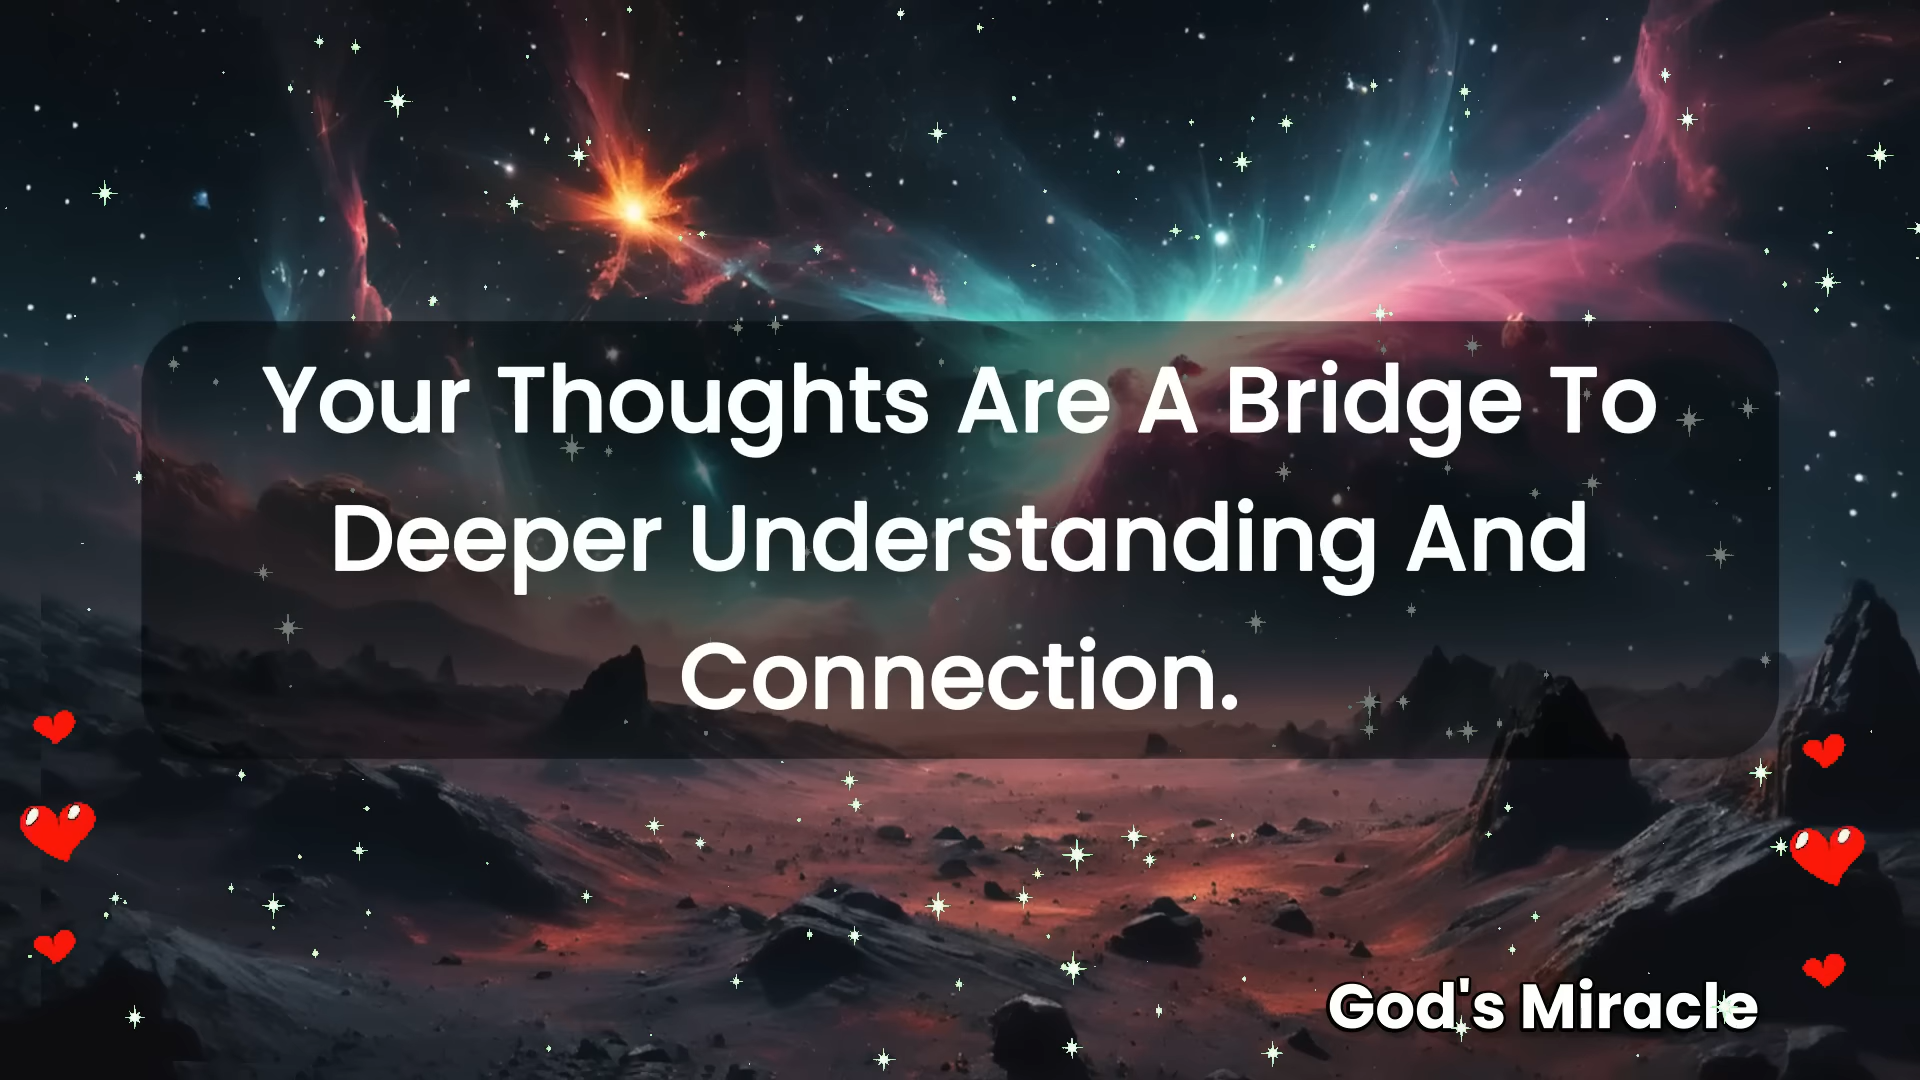 Your Thoughts Are A Bridge To
Deeper Understanding And
Connection.
God's Miracle